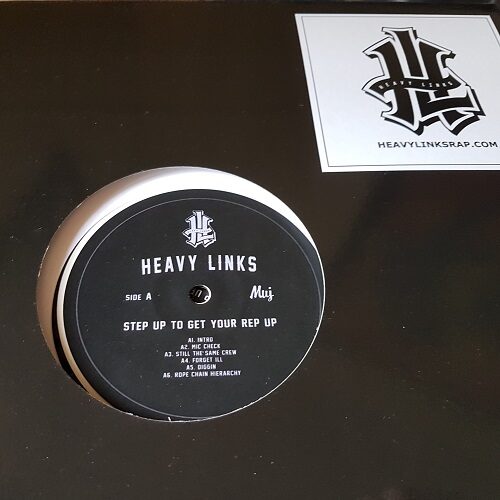 HEAVY LINKS
HEAVYLINKSRAP.COM
HEAVY LINKS
SIDE A
Muj
STEP UP TO GET YOUR REP UP
A1. INTRO
A2. MIC CHECK
A3. STILL THE SAME CREW
A4. FORGET ILL
A5. DIGGIN
A6. ROPE CHAIN HIERARCHY